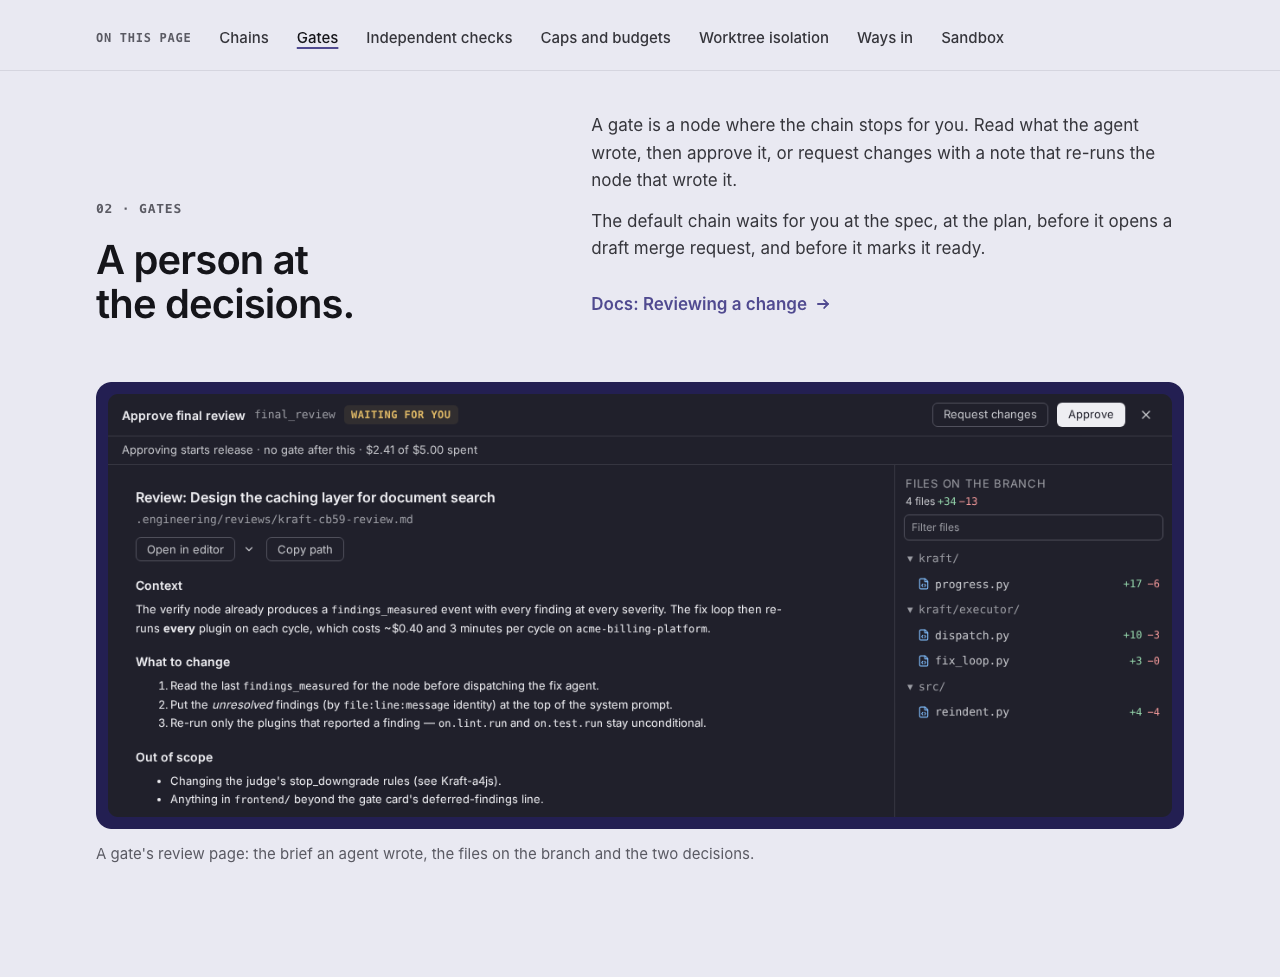 ON THIS PAGE Chains Gates Independent checks Caps and budgets Worktree isolation Ways in Sandbox
02 · GATES
A person at
the decisions.
A gate is a node where the chain stops for you. Read what the agent
wrote, then approve it, or request changes with a note that re-runs the
node that wrote it.
The default chain waits for you at the spec, at the plan, before it opens a
draft merge request, and before it marks it ready.
Docs: Reviewing a change →
Approve final review final_review WAITING FOR YOU Request changes Approve ✕
Approving starts release · no gate after this · $2.41 of $5.00 spent
Review: Design the caching layer for document search
.engineering/reviews/kraft-cb59-review.md
Open in editor Copy path
Context
The verify node already produces a findings_measured event with every finding at every severity. The fix loop then re-
runs every plugin on each cycle, which costs ~$0.40 and 3 minutes per cycle on acme-billing-platform.
What to change
1. Read the last findings_measured for the node before dispatching the fix agent.
2. Put the unresolved findings (by file:line:message identity) at the top of the system prompt.
3. Re-run only the plugins that reported a finding — on.lint.run and on.test.run stay unconditional.
Out of scope
• Changing the judge's stop_downgrade rules (see Kraft-a4js).
• Anything in frontend/ beyond the gate card's deferred-findings line.
FILES ON THE BRANCH
4 files +34 −13
Filter files
▾ kraft/
progress.py +17 −6
▾ kraft/executor/
dispatch.py +10 −3
fix_loop.py +3 −0
▾ src/
reindent.py +4 −4
A gate's review page: the brief an agent wrote, the files on the branch and the two decisions.